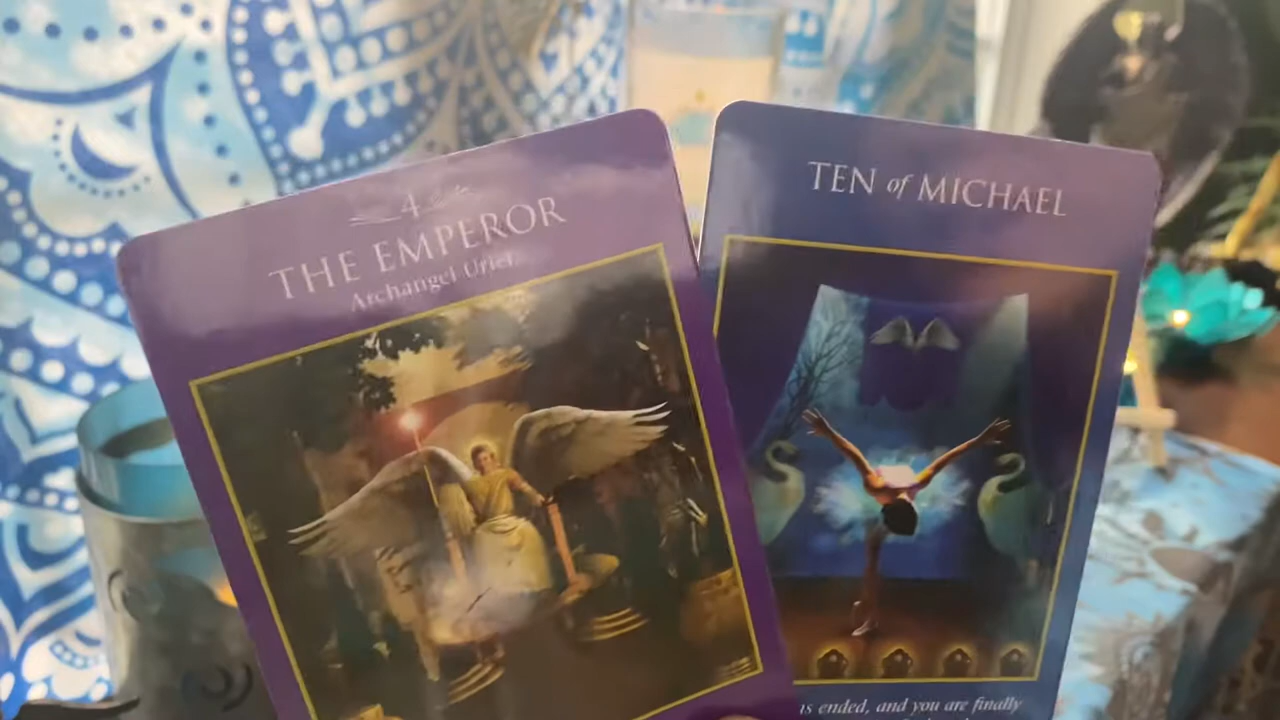 4
THE EMPEROR
Archangel Uriel
TEN of MICHAEL
ended, and you are finally